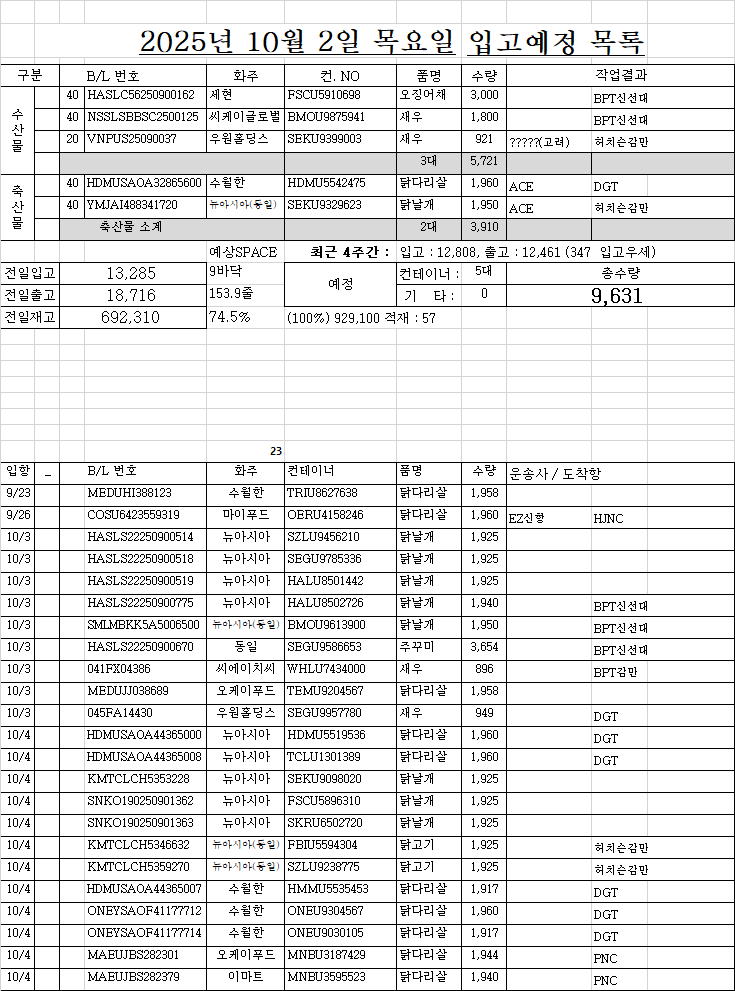 2025년 10월 2일 목요일 입고예정 목록
구분 B/L 번호 화주 컨. NO 품명 수량 작업결과
수산물
40 HASLC56250900162 세현 FSCU5910698 오징어채 3,000 BPT신선대
40 NSSLSBBSC2500125 씨케이글로벌 BMOU9875941 새우 1,800 BPT신선대
20 VNPUS25090037 우원홀딩스 SEKU9399003 새우 921 ?????(고려) 허치슨감만
3대 5,721
축산물
40 HDMUSAOA32865600 수월한 HDMU5542475 닭다리살 1,960 ACE DGT
40 YMJAI488341720 뉴아시아(동일) SEKU9329623 닭날개 1,950 ACE 허치슨감만
축산물 소계 2대 3,910
예상SPACE 최근 4주간 : 입고 : 12,808, 출고 : 12,461 (347 입고우세)
전일입고 13,285 9바닥 예정 컨테이너 : 5대 총수량
전일출고 18,716 153.9줄 기 타 : 0 9,631
전일재고 692,310 74.5% (100%) 929,100 적재 : 57
23
입항 _ B/L 번호 화주 컨테이너 품명 수량 운송사 / 도착항
9/23 MEDUHI388123 수월한 TRIU8627638 닭다리살 1,958
9/26 COSU6423559319 마이푸드 OERU4158246 닭다리살 1,960 EZ신항 HJNC
10/3 HASLS22250900514 뉴아시아 SZLU9456210 닭날개 1,925
10/3 HASLS22250900518 뉴아시아 SEGU9785336 닭날개 1,925
10/3 HASLS22250900519 뉴아시아 HALU8501442 닭날개 1,925
10/3 HASLS22250900775 뉴아시아 HALU8502726 닭날개 1,940 BPT신선대
10/3 SMLMBKK5A5006500 뉴아시아(동일) BMOU9613900 닭날개 1,950 BPT신선대
10/3 HASLS22250900670 동일 SEGU9586653 주꾸미 3,654 BPT신선대
10/3 041FX04386 씨에이치씨 WHLU7434000 새우 896 BPT감만
10/3 MEDUJJ038689 오케이푸드 TEMU9204567 닭다리살 1,958
10/3 045FA14430 우원홀딩스 SEGU9957780 새우 949 DGT
10/4 HDMUSAOA44365000 뉴아시아 HDMU5519536 닭다리살 1,960 DGT
10/4 HDMUSAOA44365008 뉴아시아 TCLU1301389 닭다리살 1,960 DGT
10/4 KMTCLCH5353228 뉴아시아 SEKU9098020 닭날개 1,925
10/4 SNKO190250901362 뉴아시아 FSCU5896310 닭날개 1,925
10/4 SNKO190250901363 뉴아시아 SKRU6502720 닭날개 1,925
10/4 KMTCLCH5346632 뉴아시아(동일) FBIU5594304 닭고기 1,925 허치슨감만
10/4 KMTCLCH5359270 뉴아시아(동일) SZLU9238775 닭고기 1,925 허치슨감만
10/4 HDMUSAOA44365007 수월한 HMMU5535453 닭다리살 1,917 DGT
10/4 ONEYSAOF41177712 수월한 ONEU9304567 닭다리살 1,960 DGT
10/4 ONEYSAOF41177714 수월한 ONEU9030105 닭다리살 1,917 DGT
10/4 MAEUJBS282301 오케이푸드 MNBU3187429 닭다리살 1,944 PNC
10/4 MAEUJBS282379 이마트 MNBU3595523 닭다리살 1,940 PNC